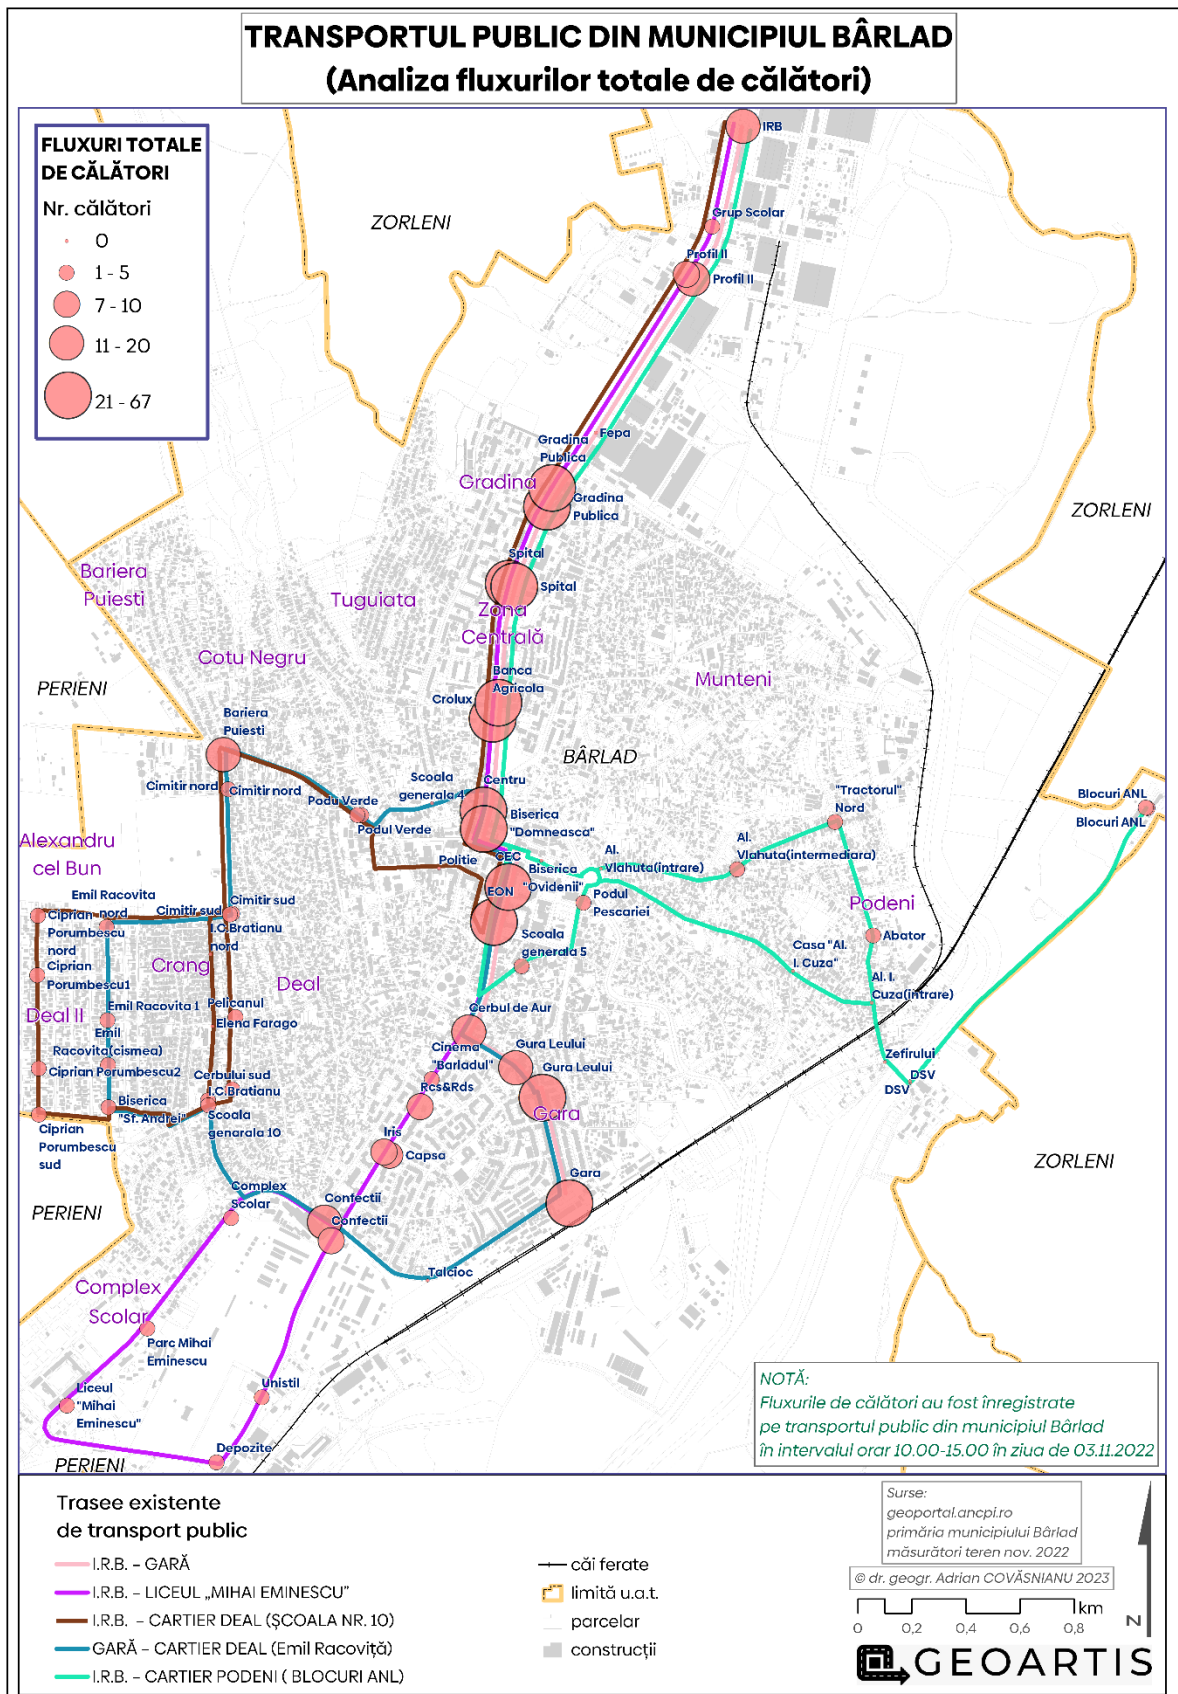 TRANSPORTUL PUBLIC DIN MUNICIPIUL BÂRLAD
(Analiza fluxurilor totale de călători)
FLUXURI TOTALE
DE CĂLĂTORI
Nr. călători
0
1 - 5
7 - 10
11 - 20
21 - 67
IRB
ZORLENI
Grup Scolar
Profil II
Profil II
Fepa
Gradina
Publica
Gradina
Gradina
Publica
ZORLENI
Spital
Spital
Bariera
Puiesti
Tuguiata
Zona
Centrală
Cotu Negru
Munteni
PERIENI
Banca
Agricola
Crolux
Bariera
Puiesti
BÂRLAD
Cimitir nord
Cimitir nord
Scoala
generala 4
Centru
Podu Verde
Podul Verde
Biserica
"Domneasca"
"Tractorul"
Nord
Blocuri ANL
Blocuri ANL
Alexandru
cel Bun
Politie
CEC
Biserica
"Ovidenii"
EON
Al.
Vlahuta(intrare)
Al.
Vlahuta(intermediara)
Podul
Pescariei
Podeni
Emil Racovita
nord
Cimitir sud
Cimitir sud
I.C.Bratianu
nord
Ciprian
Porumbescu
nord
Scoala
generala 5
Abator
Casa "Al.
I. Cuza"
Crang
Deal
Ciprian
Porumbescu1
Al. I.
Cuza(intrare)
Deal II
Emil Racovita 1
Pelicanul
Elena Farago
Cerbul de Aur
Emil
Racovita(cismea)
Cinema
"Barladul"
Gura Leului
Gura Leului
Zefirului
DSV
DSV
Ciprian Porumbescu2
Cerbului sud
I.C.Bratianu
Rcs&Rds
Biserica
"Sf. Andrei"
Scoala
genarala 10
Gara
Ciprian
Porumbescu
sud
Iris
Capsa
ZORLENI
Gara
Complex
Scolar
Confectii
Confectii
PERIENI
Talcioc
Complex
Scolar
Parc Mihai
Eminescu
Liceul
"Mihai
Eminescu"
Unistil
Depozite
PERIENI
NOTĂ:
Fluxurile de călători au fost înregistrate
pe transportul public din municipiul Bârlad
în intervalul orar 10.00-15.00 în ziua de 03.11.2022
Trasee existente
de transport public
I.R.B. - GARĂ
I.R.B. - LICEUL „MIHAI EMINESCU"
I.R.B. - CARTIER DEAL (ȘCOALA NR. 10)
GARĂ - CARTIER DEAL (Emil Racoviță)
I.R.B. - CARTIER PODENI ( BLOCURI ANL)
căi ferate
limită u.a.t.
parcelar
construcții
Surse:
geoportal.ancpi.ro
primăria municipiului Bârlad
măsurători teren nov. 2022
© dr. geogr. Adrian COVĂSNIANU 2023
km
0 0,2 0,4 0,6 0,8
N
GEOARTIS